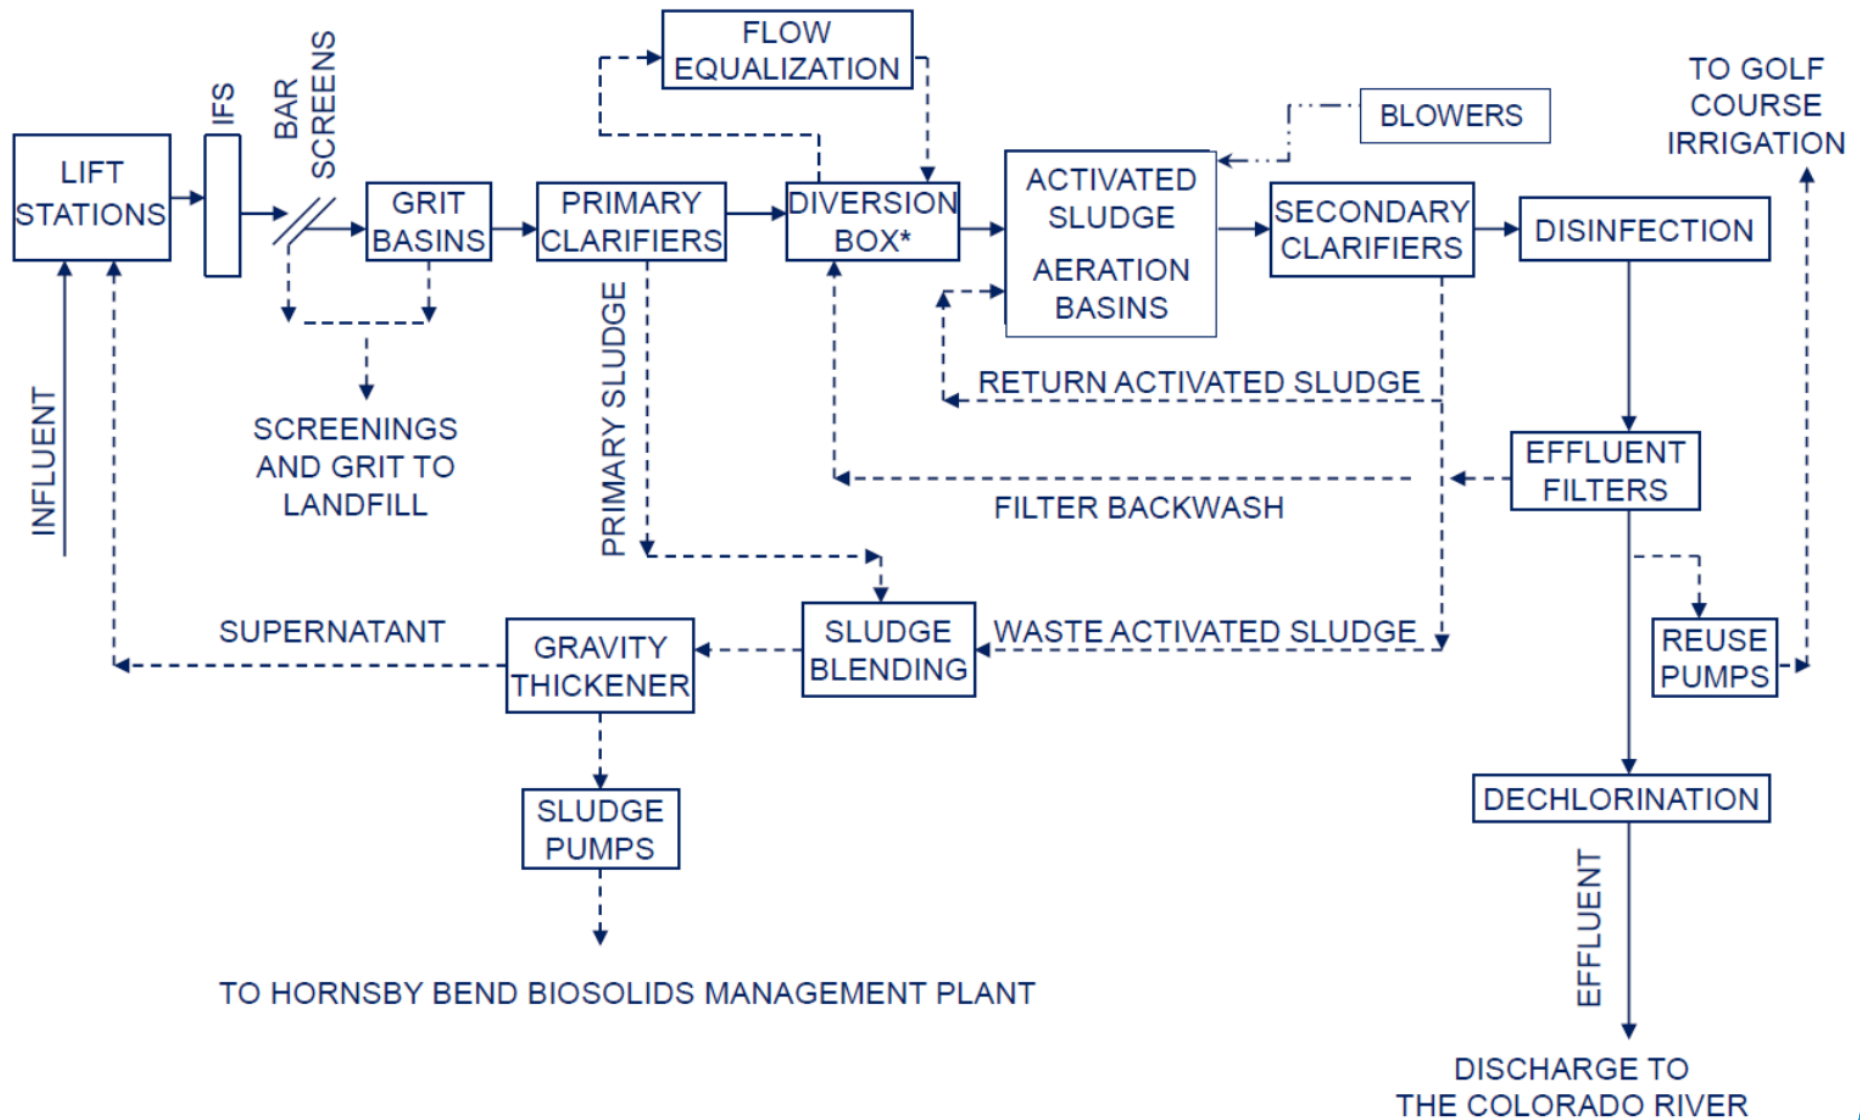 FLOW
EQUALIZATION
TO GOLF
COURSE
IRRIGATION
BLOWERS
IFS
BAR
SCREENS
LIFT
STATIONS
GRIT
BASINS
PRIMARY
CLARIFIERS
DIVERSION
BOX*
ACTIVATED
SLUDGE
AERATION
BASINS
SECONDARY
CLARIFIERS
DISINFECTION
INFLUENT
SCREENINGS
AND GRIT TO
LANDFILL
PRIMARY SLUDGE
RETURN ACTIVATED SLUDGE
FILTER BACKWASH
EFFLUENT
FILTERS
SUPERNATANT
GRAVITY
THICKENER
SLUDGE
BLENDING
WASTE ACTIVATED SLUDGE
REUSE
PUMPS
SLUDGE
PUMPS
DECHLORINATION
EFFLUENT
TO HORNSBY BEND BIOSOLIDS MANAGEMENT PLANT
DISCHARGE TO
THE COLORADO RIVER